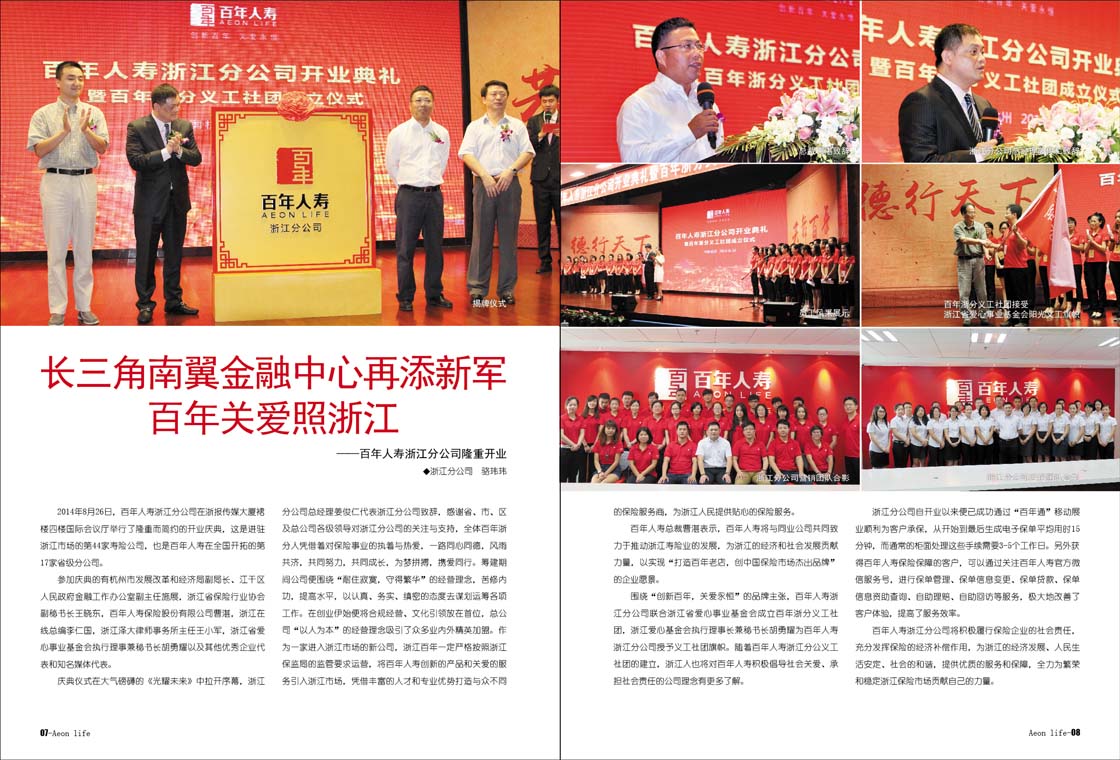 百年人寿
AEON LIFE
创新百年 关爱永恒
百年人寿浙江分公司开业典礼
暨百年浙分义工社团成立仪式
百年人寿
AEON LIFE
浙江分公司
揭牌仪式
长三角南翼金融中心再添新军
百年关爱照浙江
——百年人寿浙江分公司隆重开业
◆浙江分公司 骆玮玮
2014年8月26日，百年人寿浙江分公司在浙报传媒大厦裙
楼四楼国际会议厅举行了隆重而简约的开业庆典，这是进驻
浙江市场的第44家寿险公司，也是百年人寿在全国开拓的第
17家省级分公司。
参加庆典的有杭州市发展改革和经济局副局长、江干区
人民政府金融工作办公室副主任施展，浙江省保险行业协会
副秘书长王晓东，百年人寿保险股份有限公司曹湛，浙江在
线总编李仁国，浙江泽大律师事务所主任王小军，浙江省爱
心事业基金会执行理事兼秘书长胡勇耀以及其他优秀企业代
表和知名媒体代表。
庆典仪式在大气磅礴的《光耀未来》中拉开序幕，浙江
分公司总经理姜俊仁代表浙江分公司致辞，感谢省、市、区
及总公司各级领导对浙江分公司的关注与支持，全体百年浙
分人凭借着对保险事业的执着与热爱，一路同心同德，风雨
共济，共同努力，共同成长，为梦拼搏，携爱同行。筹建期
间公司便围绕“耐住寂寞，守得繁华”的经营理念，苦修内
功，提高水平，以认真、务实、缜密的态度去谋划运筹各项
工作。在创业伊始便将合规经营、文化引领放在首位，总公
司“以人为本”的经营理念吸引了众多业内外精英加盟。作
为一家进入浙江市场的新公司，浙江百年一定严格按照浙江
保监局的监管要求运营，将百年人寿创新的产品和关爱的服
务引入浙江市场，凭借丰富的人才和专业优势打造与众不同
07-Aeon life
百年人寿浙江分公司
百年浙分义工社团
年人寿浙江分公司开业典
暨百年浙分义工社团成立仪式
德行天下
百年人寿
百年人寿浙江分公司开业典礼
暨百年浙分义工社团成立仪式
员工风采展示
德行天下
百年浙分义工社团接受
浙江省爱心事业基金会阳光义工旗帜
百年人寿
AEON LIFE
浙江分公司营销团队合影
百年人寿
AEON LIFE
的保险服务商，为浙江人民提供贴心的保险服务。
百年人寿总裁曹湛表示，百年人寿将与同业公司共同致
力于推动浙江寿险业的发展，为浙江的经济和社会发展贡献
力量，以实现“打造百年老店，创中国保险市场杰出品牌”
的企业愿景。
围绕“创新百年，关爱永恒”的品牌主张，百年人寿浙
江分公司联合浙江省爱心事业基金会成立百年浙分义工社
团，浙江爱心基金会执行理事长兼秘书长胡勇耀为百年人寿
浙江分公司授予义工社团旗帜。随着百年人寿浙江分公义工
社团的建立，浙江人也将对百年人寿积极倡导社会关爱、承
担社会责任的公司理念有更多了解。
浙江分公司自开业以来便已成功通过“百年通”移动展
业顺利为客户承保，从开始到最后生成电子保单平均用时15
分钟，而通常的柜面处理这些手续需要3-5个工作日。另外获
得百年人寿保险保障的客户，可以通过关注百年人寿官方微
信服务号，进行保单管理、保单信息变更、保单贷款、保单
信息资助查询、自助理赔、自助回访等服务，极大地改善了
客户体验，提高了服务效率。
百年人寿浙江分公司将积极履行保险企业的社会责任，
充分发挥保险的经济补偿作用，为浙江的经济发展、人民生
活安定，社会的和谐，提供优质的服务和保障，全力为繁荣
和稳定浙江保险市场贡献自己的力量。
Aeon life-08